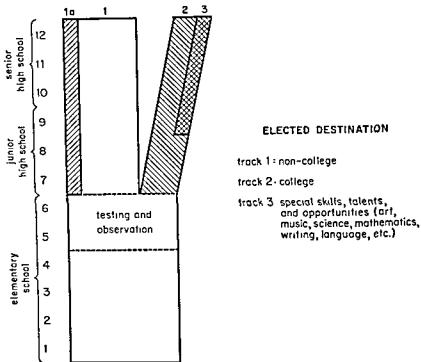 1a 1 2 3
12
11
10
9
8
7
6
5
4
3
2
1
senior
high school
junior
high school
elementary
school
testing and
observation
ELECTED DESTINATION
track 1 = non-college
track 2 - college
track 3 special skills, talents,
and opportunities (art,
music, science, mathematics,
writing, language, etc.)